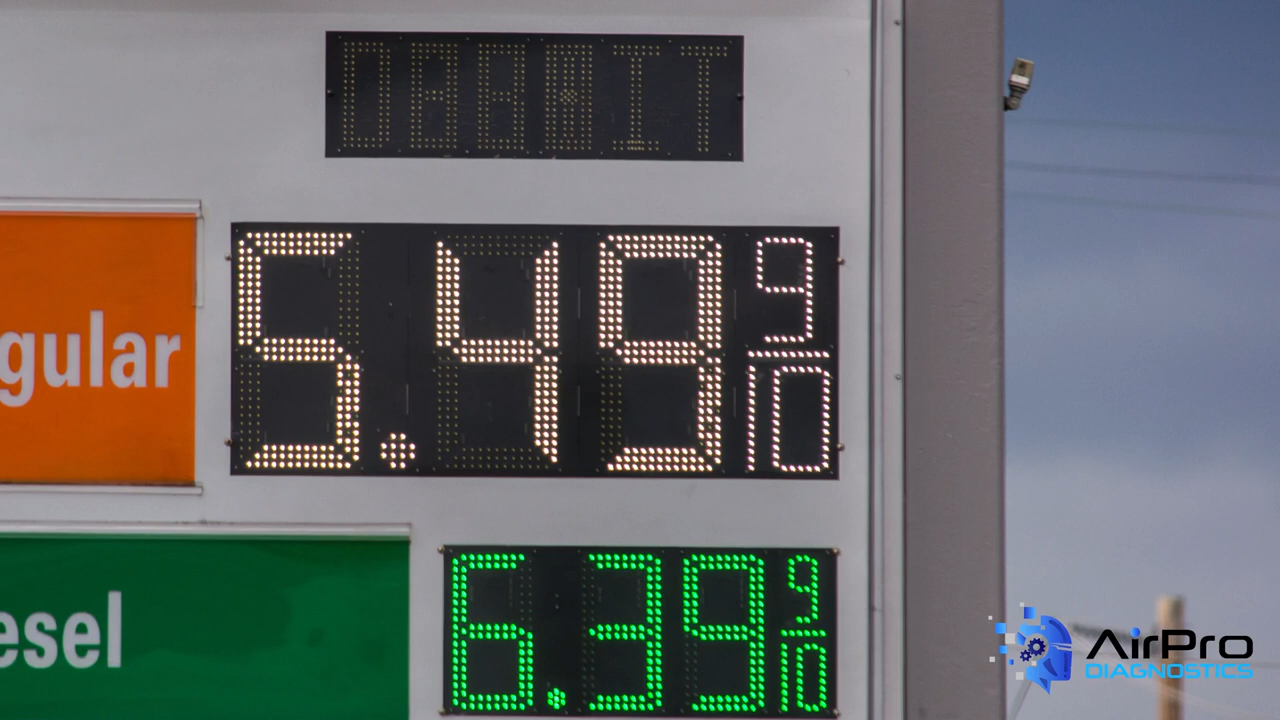 gular
5.49 9/10
esel
6.39 9/10
AirPro
DIAGNOSTICS